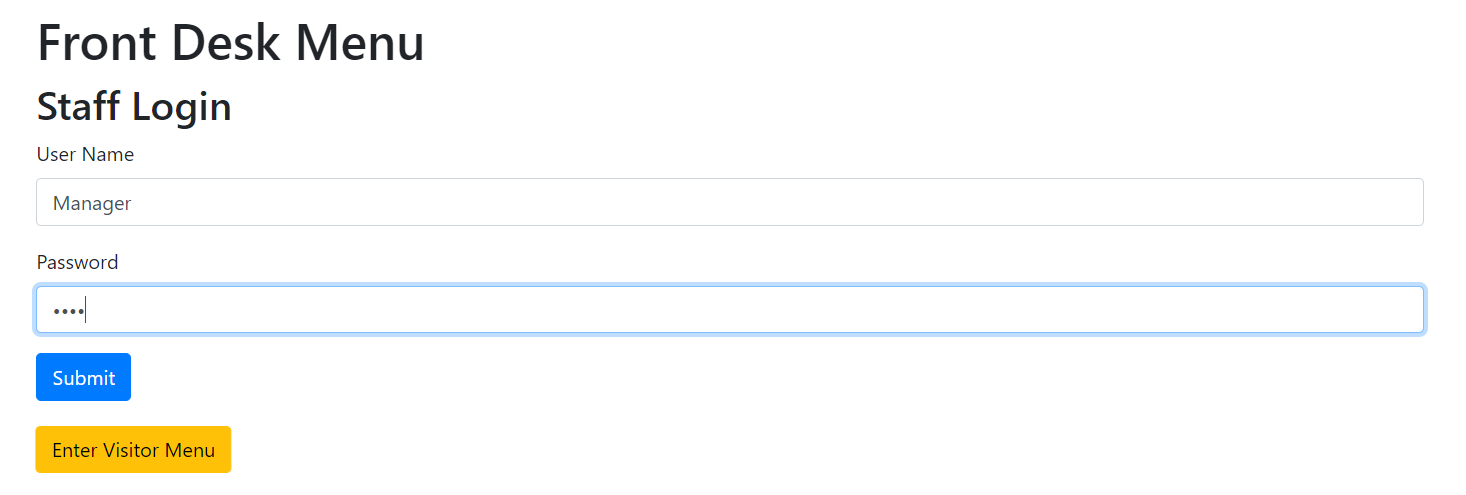 Front Desk Menu
Staff Login
User Name
Manager
Password
••••
Submit
Enter Visitor Menu